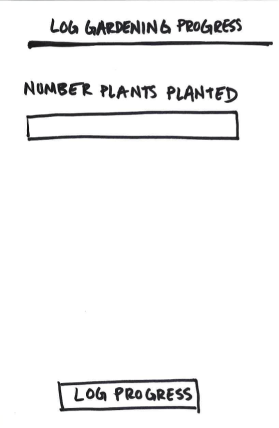 LOG GARDENING PROGRESS
NUMBER PLANTS PLANTED
LOG PROGRESS